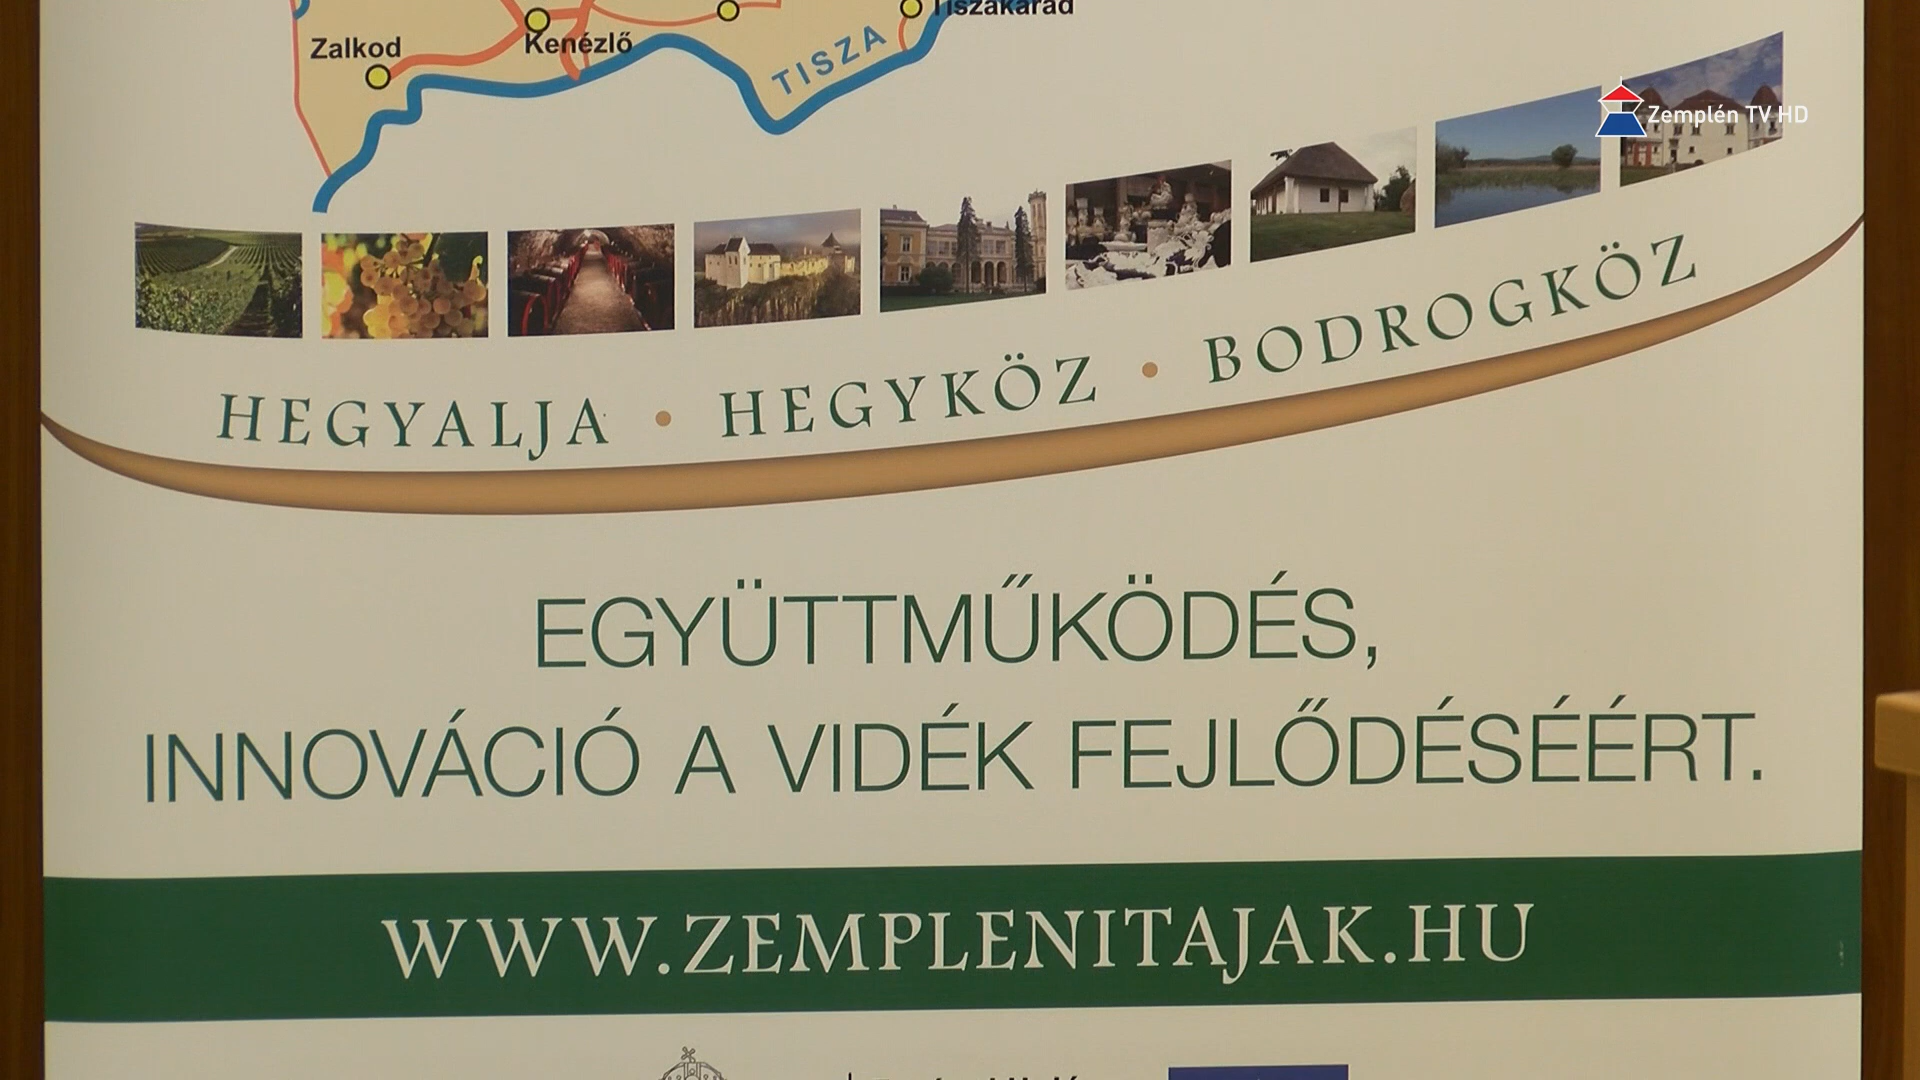 Tiszakarád
Zalkod
Kenézlő
TISZA
Zemplén TV HD
HEGYALJA • HEGYKÖZ • BODROGKÖZ
EGYÜTTMŰKÖDÉS,
INNOVÁCIÓ A VIDÉK FEJLŐDÉSÉÉRT.
WWW.ZEMPLENITAJAK.HU